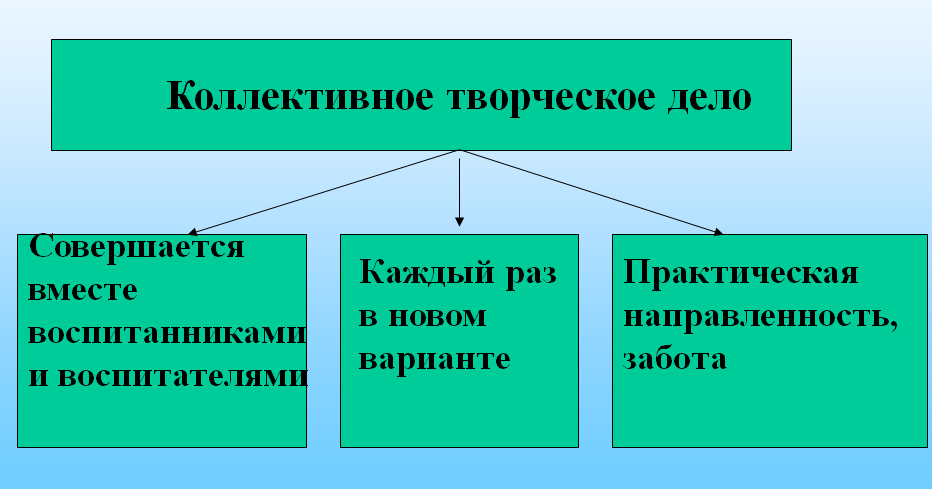 Коллективное творческое дело
Совершается
вместе
воспитанниками
и воспитателями
Каждый раз
в новом
варианте
Практическая
направленность,
забота